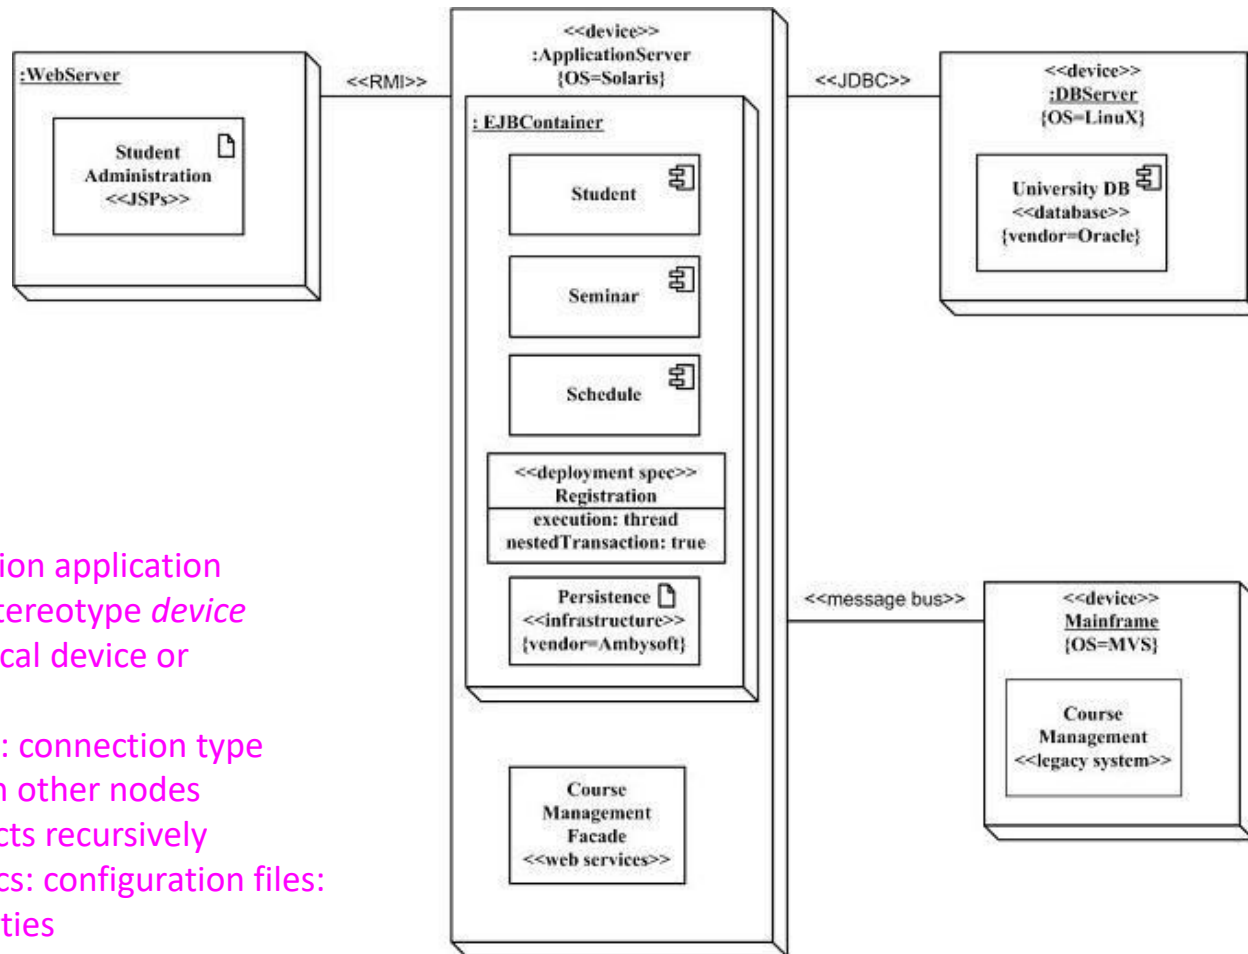 :WebServer
Student
Administration
<<JSPs>>
<<RMI>>
<<device>>
:ApplicationServer
{OS=Solaris}
: EJBContainer
Student
Seminar
Schedule
<<deployment spec>>
Registration
execution: thread
nestedTransaction: true
Persistence
<<infrastructure>>
{vendor=Ambysoft}
Course
Management
Facade
<<web services>>
<<JDBC>>
<<device>>
:DBServer
{OS=LinuX}
University DB
<<database>>
{vendor=Oracle}
<<message bus>>
<<device>>
Mainframe
{OS=MVS}
Course
Management
<<legacy system>>
ion application
tereotype device
cal device or
: connection type
n other nodes
cts recursively
cs: configuration files:
ties